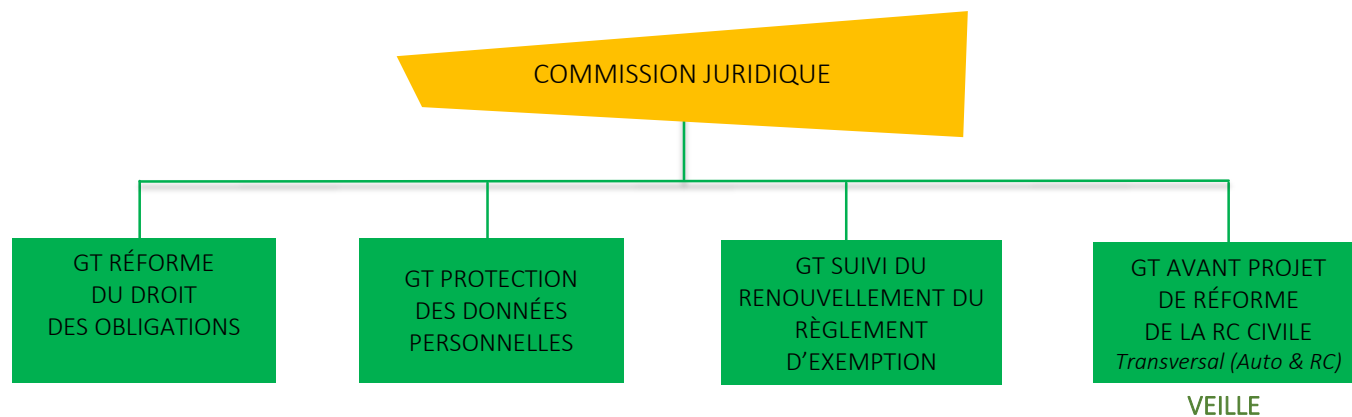 COMMISSION JURIDIQUE
GT RÉFORME
DU DROIT
DES OBLIGATIONS
GT PROTECTION
DES DONNÉES
PERSONNELLES
GT SUIVI DU
RENOUVELLEMENT DU
RÈGLEMENT
D’EXEMPTION
GT AVANT PROJET
DE RÉFORME
DE LA RC CIVILE
Transversal (Auto & RC)
VEILLE